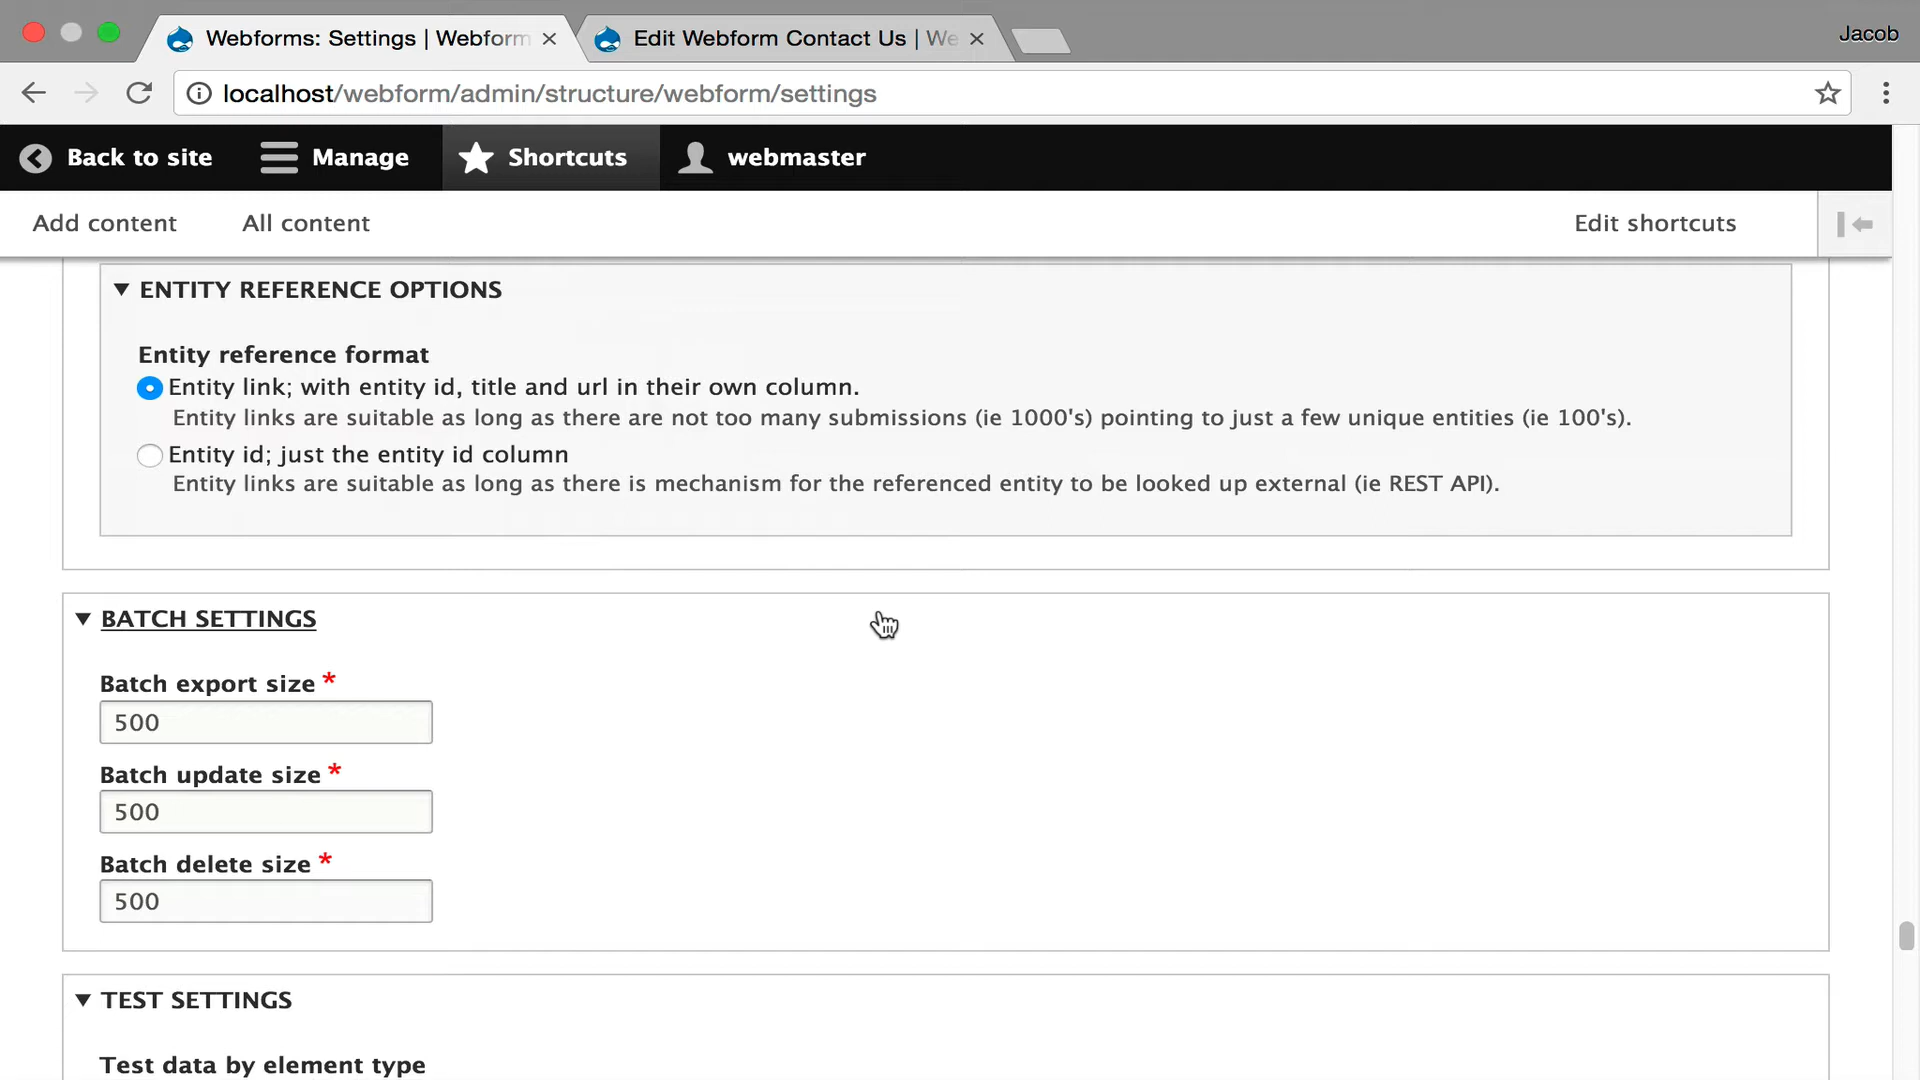 Webforms: Settings | Webform
Edit Webform Contact Us | We
Jacob
localhost/webform/admin/structure/webform/settings
Back to site
Manage
Shortcuts
webmaster
Add content
All content
Edit shortcuts
ENTITY REFERENCE OPTIONS
Entity reference format
Entity link; with entity id, title and url in their own column.
Entity links are suitable as long as there are not too many submissions (ie 1000's) pointing to just a few unique entities (ie 100's).
Entity id; just the entity id column
Entity links are suitable as long as there is mechanism for the referenced entity to be looked up external (ie REST API).
BATCH SETTINGS
Batch export size *
500
Batch update size *
500
Batch delete size *
500
TEST SETTINGS
Test data by element type